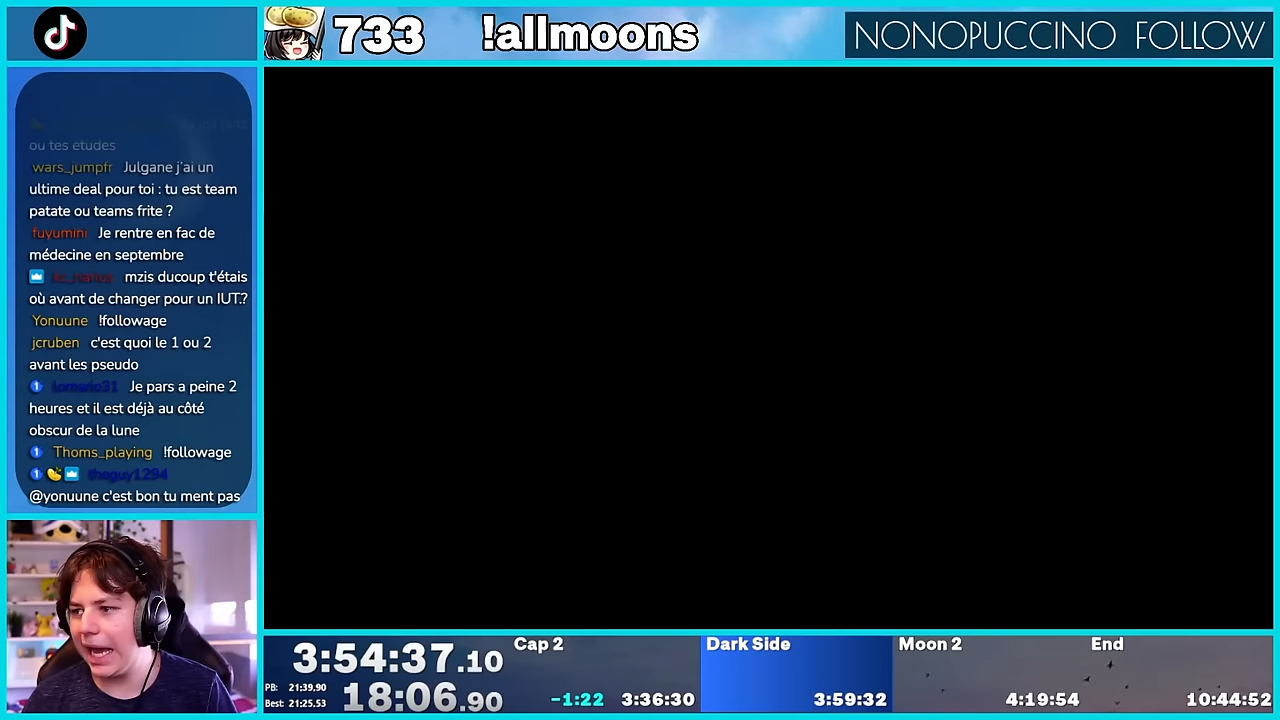 733
!allmoons
NONOPUCCINO FOLLOW
ou tes etudes
wars_jumpfr Julgane j'ai un
ultime deal pour toi : tu est team
patate ou teams frite ?
fuyumini Je rentre en fac de
médecine en septembre
mzis ducoup t'étais
où avant de changer pour un IUT?
Yonuune !followage
jcruben c'est quoi le 1 ou 2
avant les pseudo
lomario31 Je pars a peine 2
heures et il est déjà au côté
obscur de la lune
Thoms_playing !followage
theguy1294
@yonuune c'est bon tu ment pas
3:54:37.10
PB: 21:39.90
Best: 21:25.53
18:06.90
Cap 2
-1:22 3:36:30
Dark Side
3:59:32
Moon 2
4:19:54
End
10:44:52